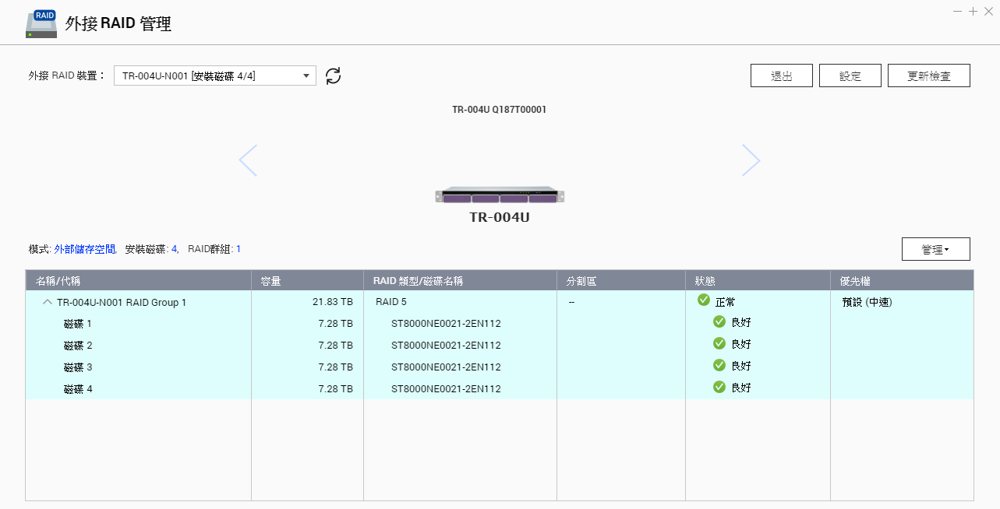 RAID
外接 RAID 管理
外接 RAID 裝置： TR-004U-N001 [安裝磁碟 4/4] 退出 設定 更新檢查
TR-004U Q187T00001
TR-004U
模式: 外部儲存空間, 安裝磁碟: 4, RAID群組: 1 管理
名稱/代稱 容量 RAID 類型/磁碟名稱 分割區 狀態 優先權
TR-004U-N001 RAID Group 1 21.83 TB RAID 5 -- 正常 預設 (中速)
磁碟 1 7.28 TB ST8000NE0021-2EN112 良好
磁碟 2 7.28 TB ST8000NE0021-2EN112 良好
磁碟 3 7.28 TB ST8000NE0021-2EN112 良好
磁碟 4 7.28 TB ST8000NE0021-2EN112 良好